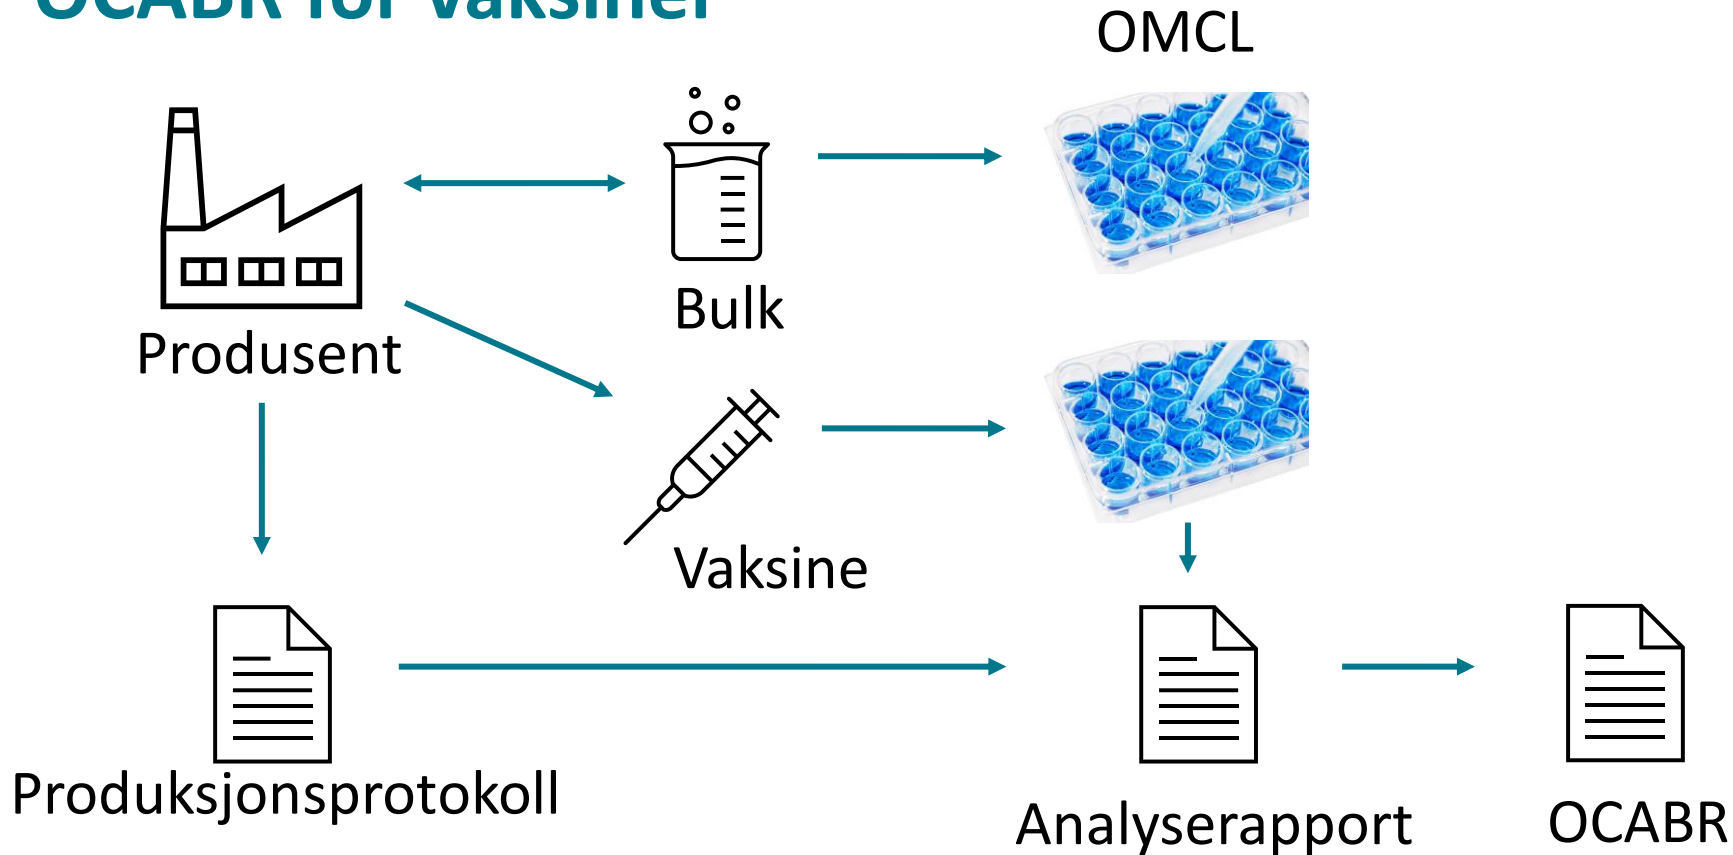 OCABR for vaksiner
OMCL
Bulk
Produsent
Vaksine
Produksjonsprotokoll
Analyserapport
OCABR